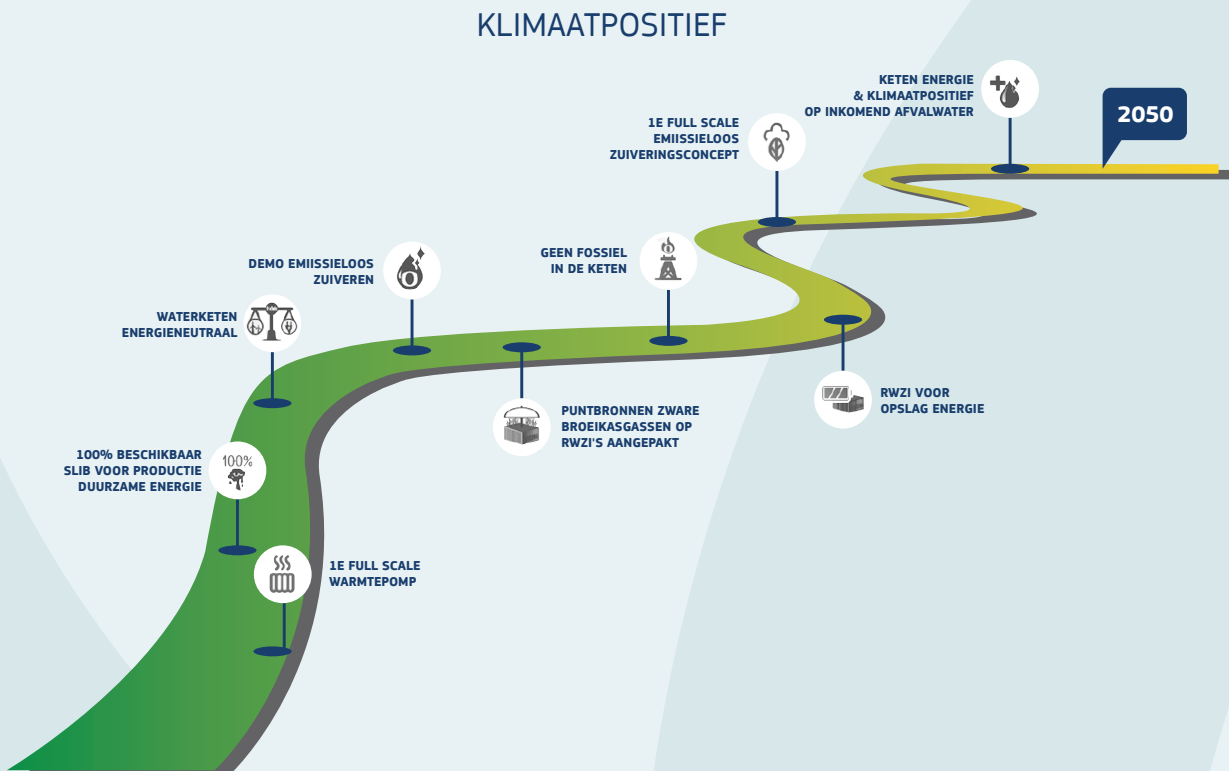 KLIMAATPOSITIEF
KETEN ENERGIE
& KLIMAATPOSITIEF
OP INKOMEND AFVALWATER
2050
1E FULL SCALE
EMIISSIELOOS
ZUIVERINGSCONCEPT
GEEN FOSSIEL
IN DE KETEN
DEMO EMIISSIELOOS
ZUIVEREN
WATERKETEN
ENERGIENEUTRAAL
RWZI VOOR
OPSLAG ENERGIE
PUNTBRONNEN ZWARE
BROEIKASGASSEN OP
RWZI'S AANGEPAKT
100% BESCHIKBAAR
SLIB VOOR PRODUCTIE
DUURZAME ENERGIE
100%
1E FULL SCALE
WARMTEPOMP